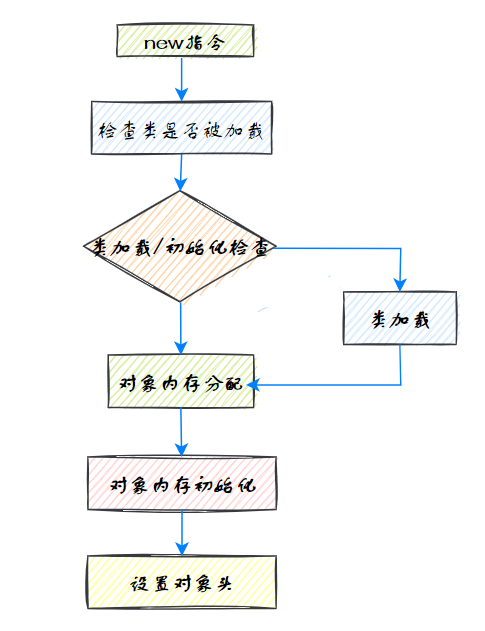 new指令
检查类是否被加载
类加载/初始化检查
类加载
对象内存分配
对象内存初始化
设置对象头